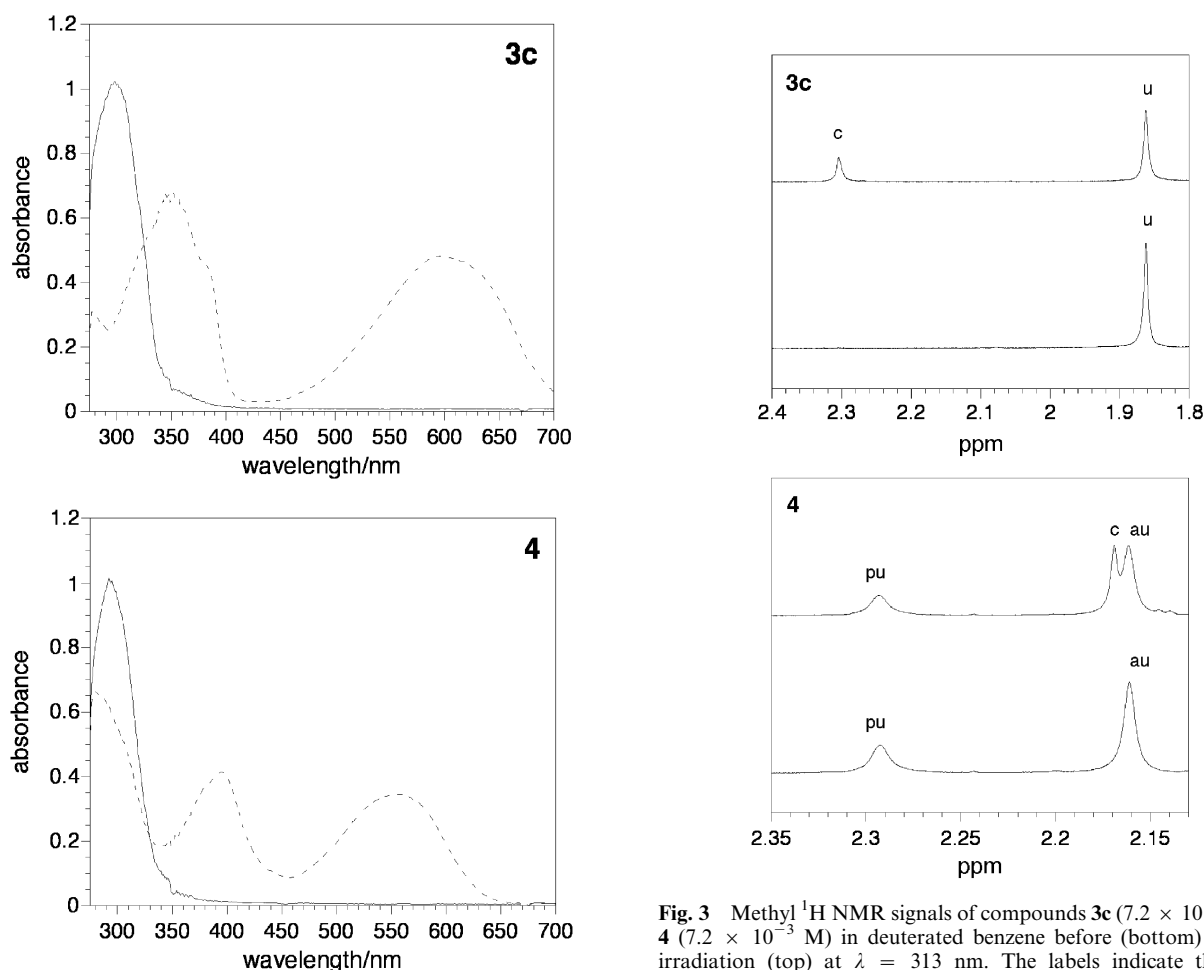 3c
1.2
1
0.8
0.6
0.4
0.2
0
absorbance
300 350 400 450 500 550 600 650 700
wavelength/nm
4
1.2
1
0.8
0.6
0.4
0.2
0
absorbance
300 350 400 450 500 550 600 650 700
wavelength/nm
3c
c
u
u
2.4 2.3 2.2 2.1 2 1.9 1.8
ppm
4
pu
c au
pu
au
2.35 2.3 2.25 2.2 2.15
ppm
Fig. 3 Methyl ¹H NMR signals of compounds 3c (7.2 × 10
4 (7.2 × 10⁻³ M) in deuterated benzene before (bottom)
irradiation (top) at λ = 313 nm. The labels indicate th